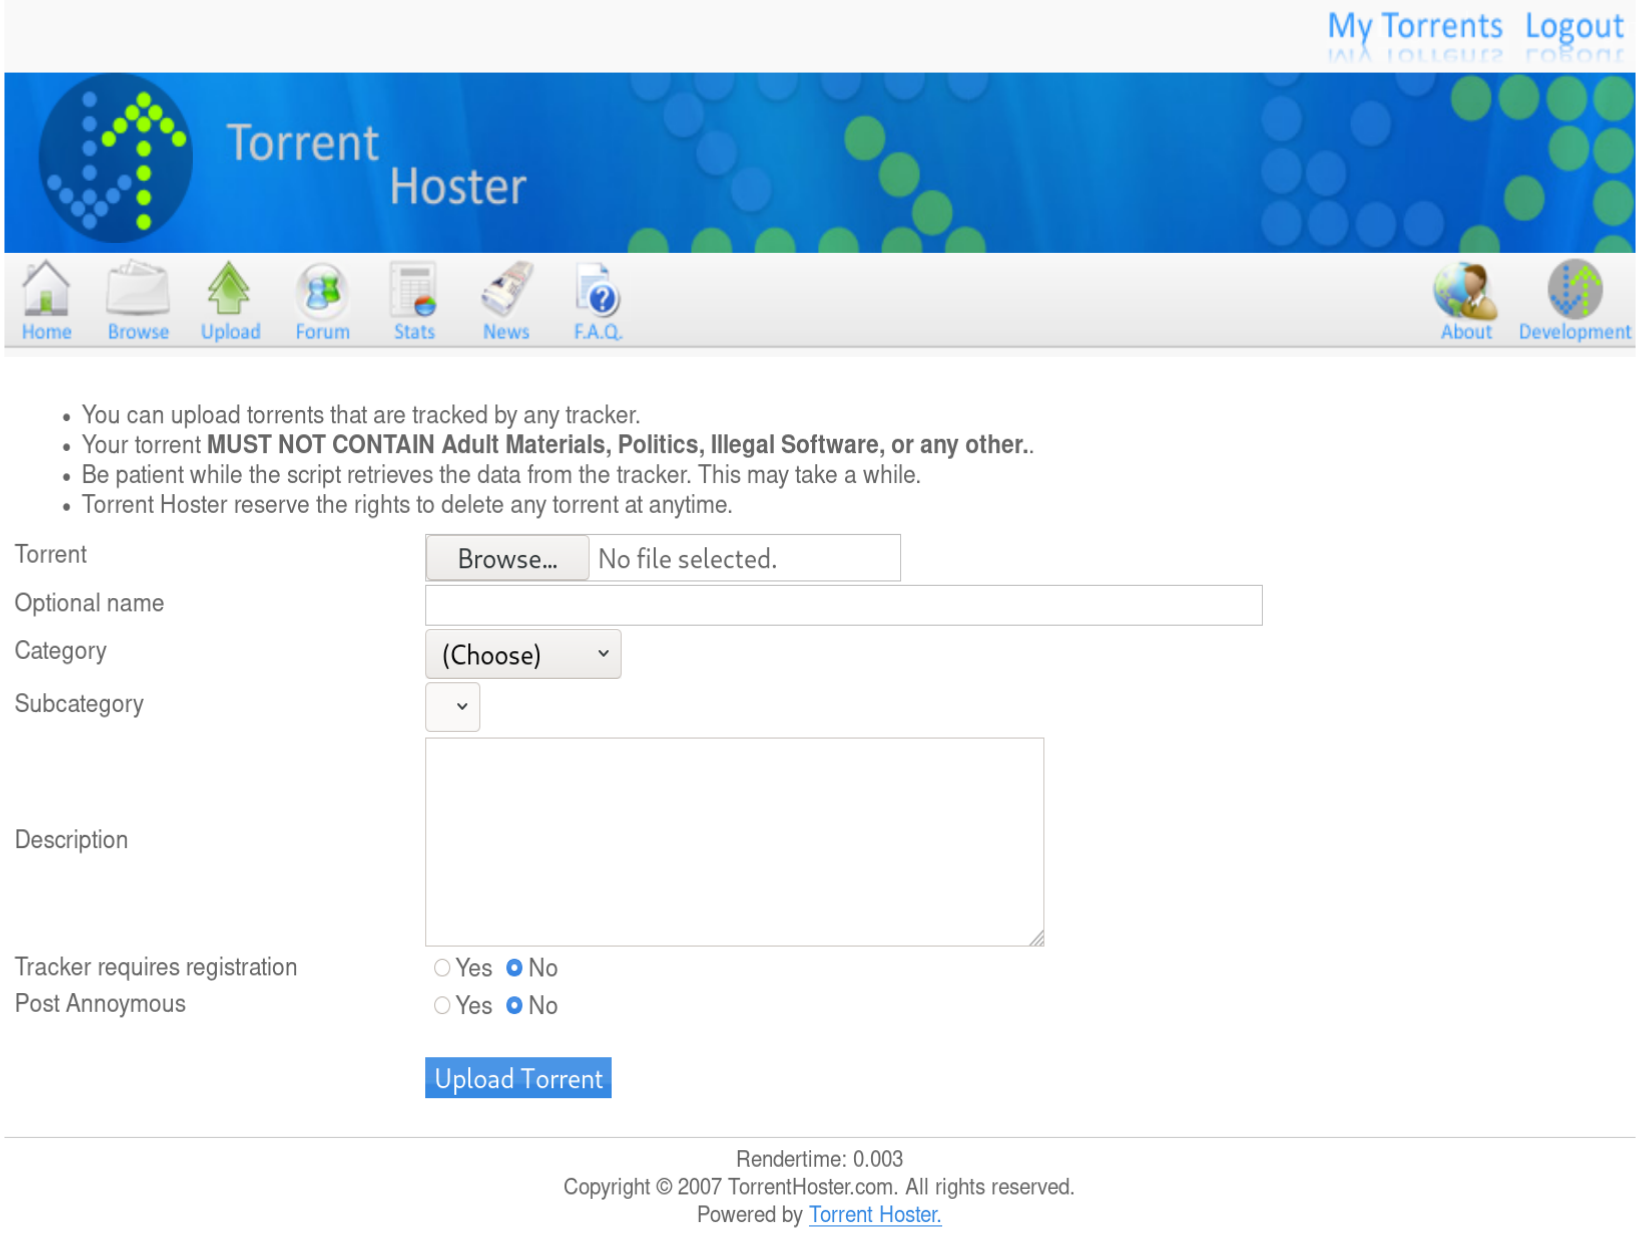 My Torrents Logout
Torrent
Hoster
Home Browse Upload Forum Stats News F.A.Q. About Development
• You can upload torrents that are tracked by any tracker.
• Your torrent MUST NOT CONTAIN Adult Materials, Politics, Illegal Software, or any other..
• Be patient while the script retrieves the data from the tracker. This may take a while.
• Torrent Hoster reserve the rights to delete any torrent at anytime.
Torrent Browse... No file selected.
Optional name
Category (Choose)
Subcategory
Description
Tracker requires registration Yes No
Post Annoymous Yes No
Upload Torrent
Rendertime: 0.003
Copyright © 2007 TorrentHoster.com. All rights reserved.
Powered by Torrent Hoster.